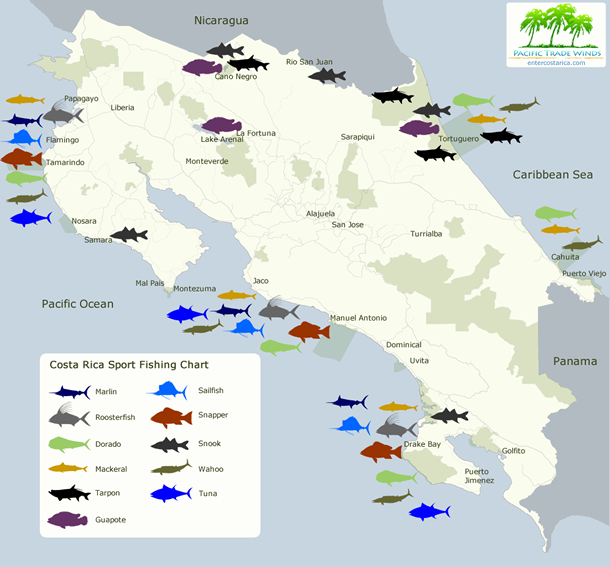 Nicaragua
PACIFIC TRADE WINDS
entercostarica.com
Rio San Juan
Cano Negro
Papagayo
Liberia
La Fortuna
Lake Arenal
Flamingo
Sarapiqui
Tortuguero
Tamarindo
Monteverde
Caribbean Sea
Nosara
Alajuela
San Jose
Turrialba
Samara
Cahuita
Puerto Viejo
Mal Pais
Montezuma
Jaco
Pacific Ocean
Manuel Antonio
Dominical
Uvita
Panama
Drake Bay
Golfito
Puerto
Jimenez
Costa Rica Sport Fishing Chart
Marlin
Sailfish
Roosterfish
Snapper
Dorado
Snook
Mackeral
Wahoo
Tarpon
Tuna
Guapote